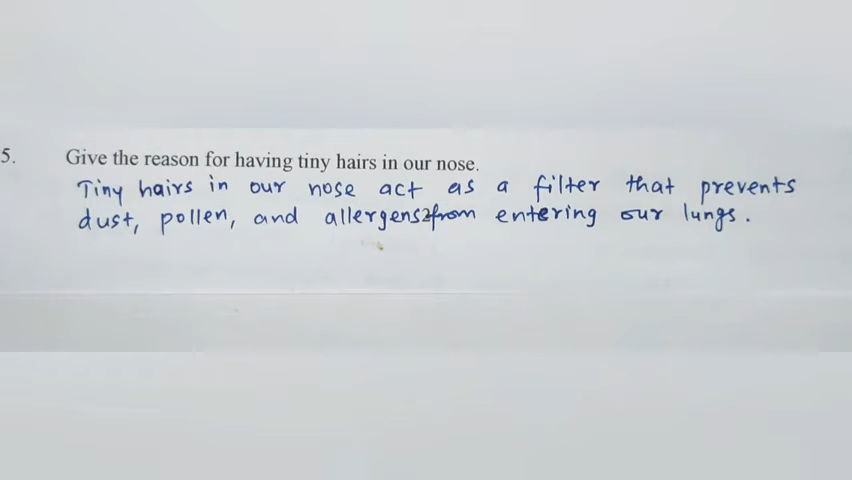 5. Give the reason for having tiny hairs in our nose.
Tiny hairs in our nose act as a filter that prevents
dust, pollen, and allergens from entering our lungs.